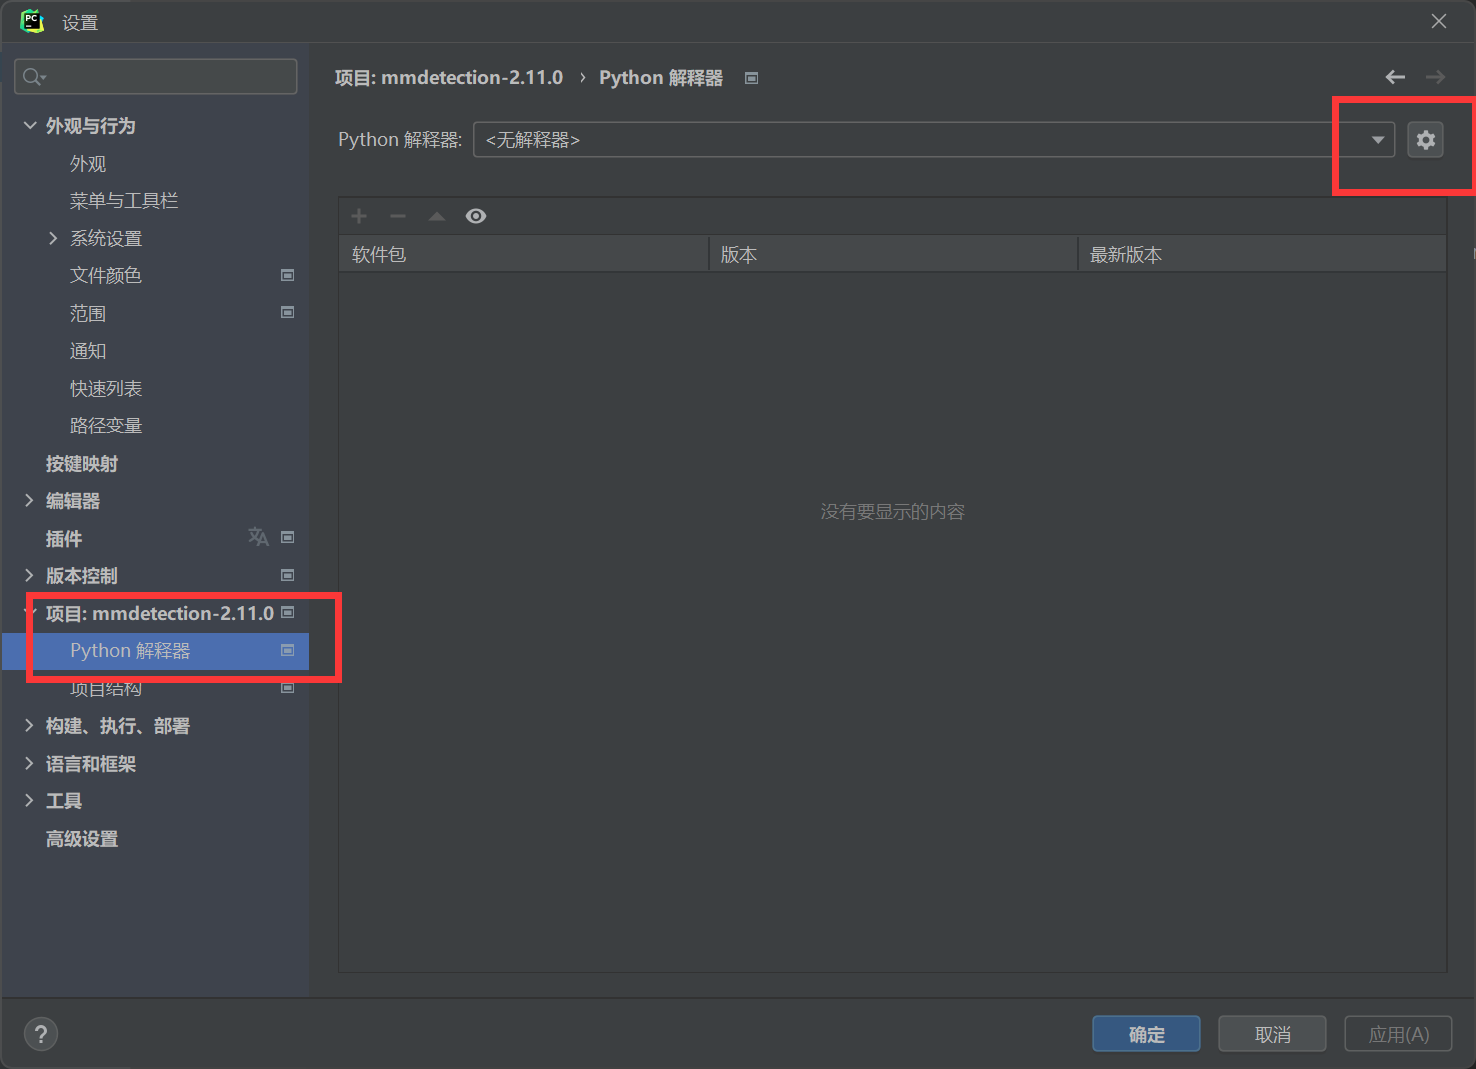 设置
外观与行为
外观
菜单与工具栏
系统设置
文件颜色
范围
通知
快速列表
路径变量
按键映射
编辑器
插件
版本控制
项目: mmdetection-2.11.0
Python 解释器
项目结构
构建、执行、部署
语言和框架
工具
高级设置
项目: mmdetection-2.11.0 › Python 解释器
Python 解释器: <无解释器>
软件包 版本 最新版本
没有要显示的内容
? 确定 取消 应用(A)